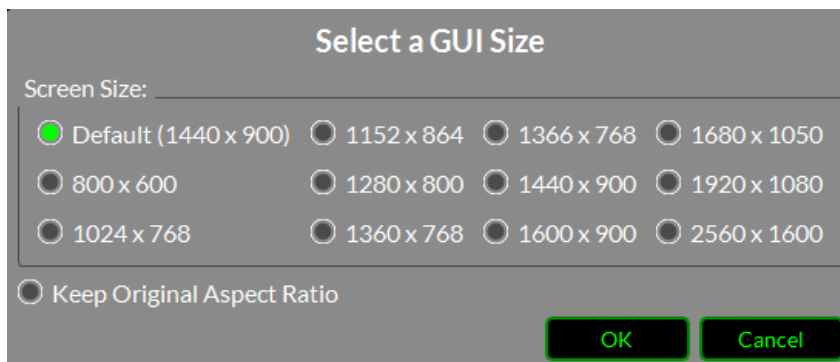 Select a GUI Size
Screen Size:
Default (1440 x 900) 1152 x 864 1366 x 768 1680 x 1050
800 x 600 1280 x 800 1440 x 900 1920 x 1080
1024 x 768 1360 x 768 1600 x 900 2560 x 1600
Keep Original Aspect Ratio
OK Cancel